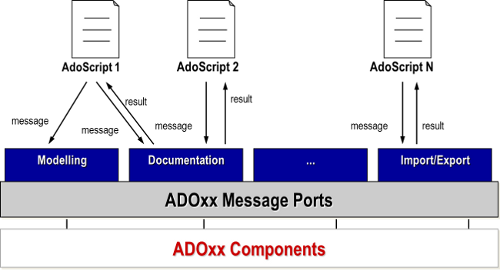 AdoScript 1
AdoScript 2
AdoScript N
result
result
message
message
message
message
result
Modelling
Documentation
...
Import/Export
ADOxx Message Ports
ADOxx Components